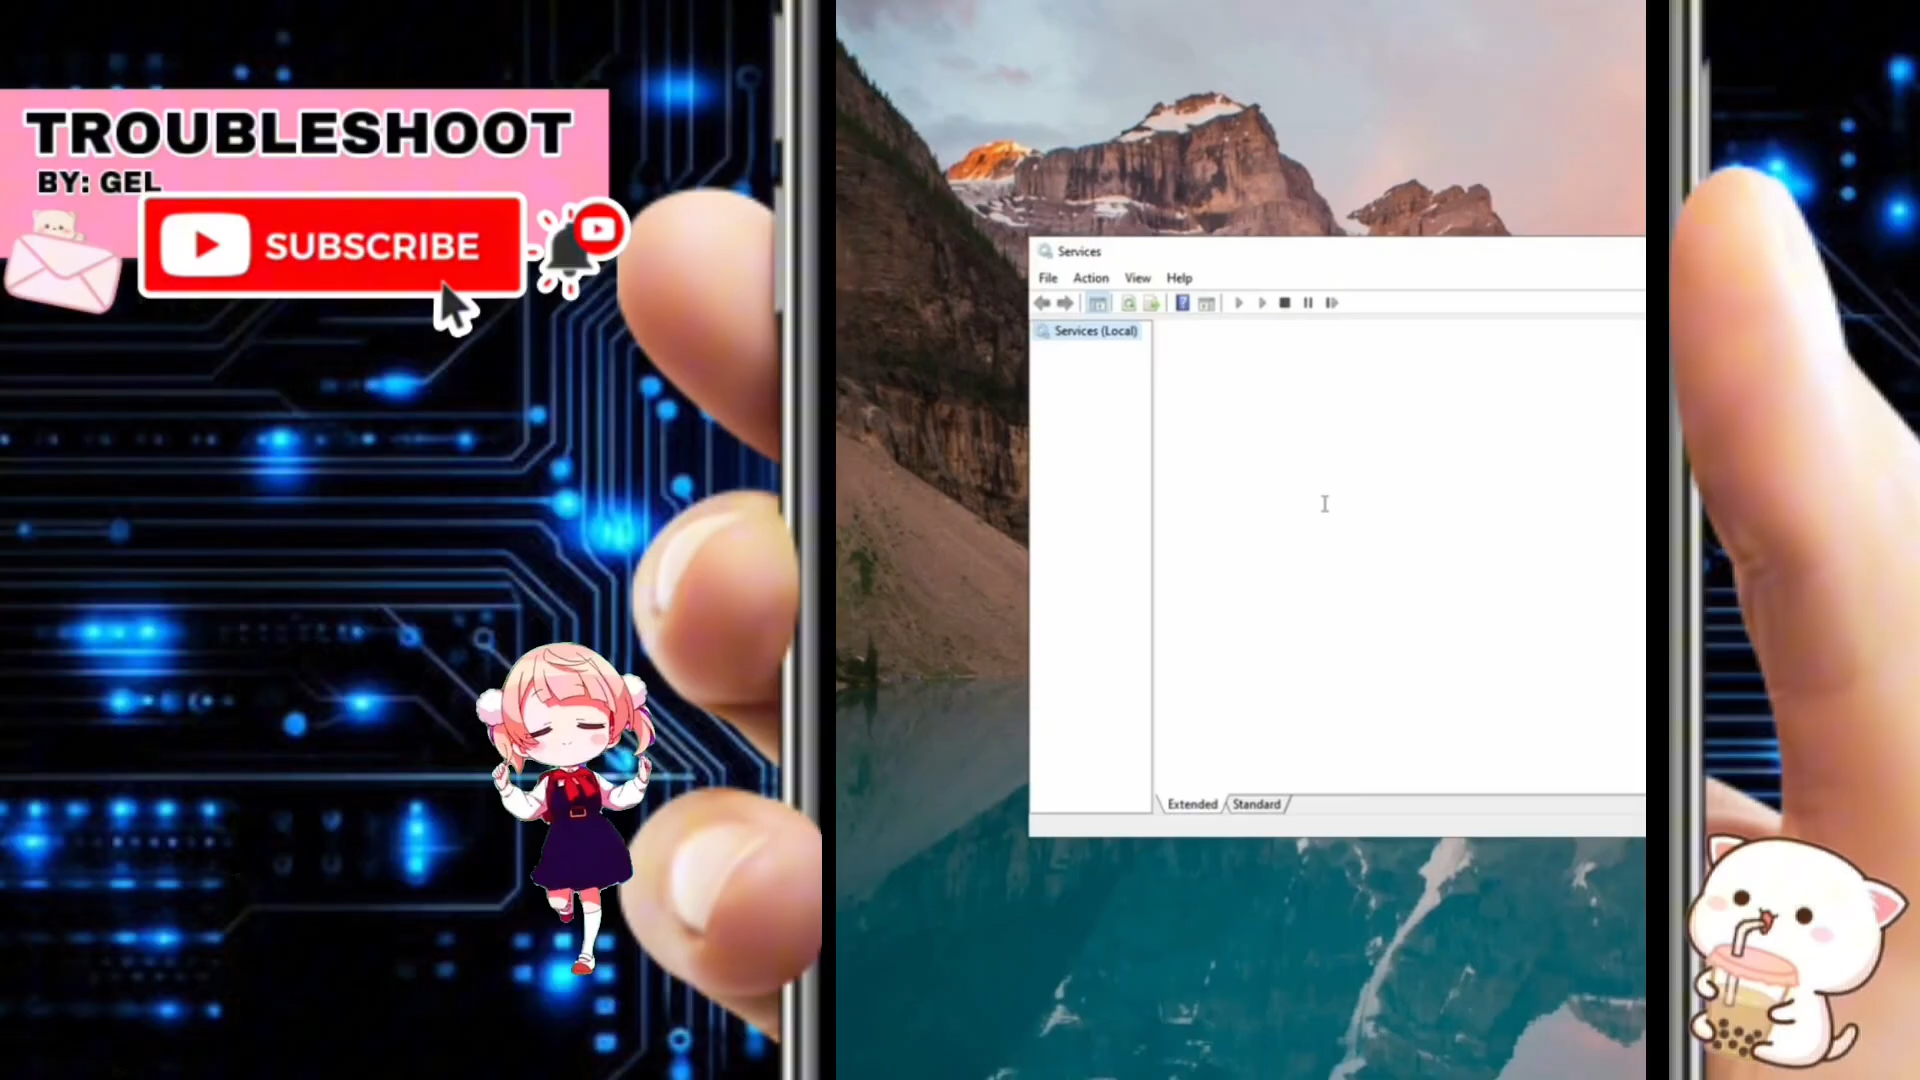 TROUBLESHOOT
BY: GEL
SUBSCRIBE
Services
File Action View Help
Services (Local)
Extended Standard